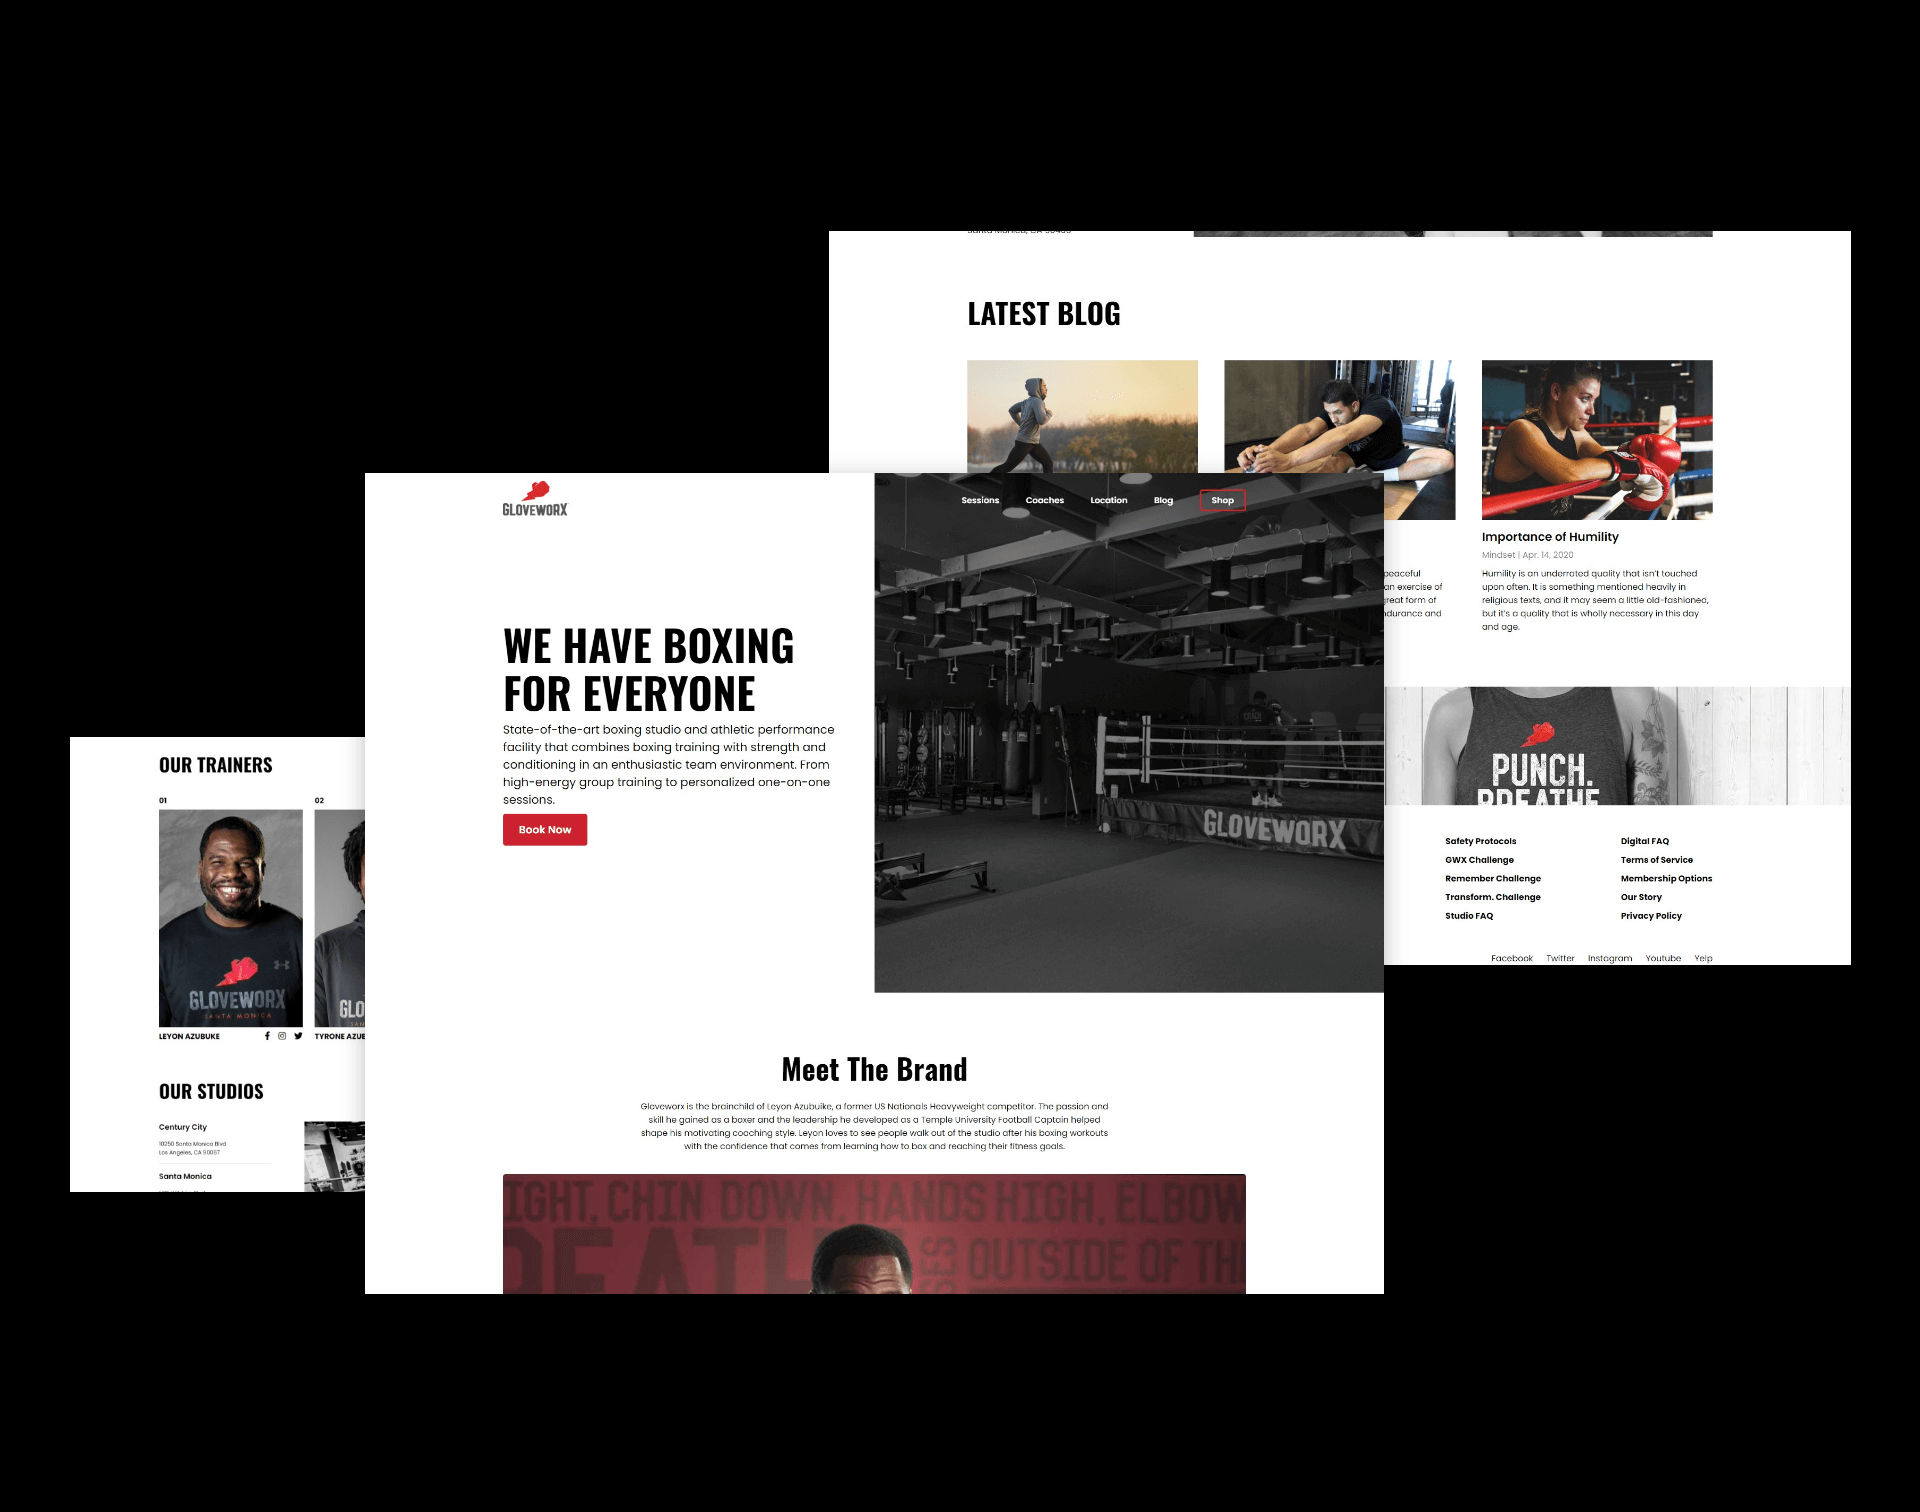 Santa Monica, CA 90403
LATEST BLOG
GLOVEWORX
Sessions Coaches Location Blog Shop
Importance of Humility
Mindset | Apr. 14, 2020
Humility is an underrated quality that isn't touched
upon often. It is something mentioned heavily in
religious texts, and it may seem a little old-fashioned,
but it's a quality that is wholly necessary in this day
and age.
peaceful
an exercise of
reat form of
durance and
WE HAVE BOXING
FOR EVERYONE
State-of-the-art boxing studio and athletic performance
facility that combines boxing training with strength and
conditioning in an enthusiastic team environment. From
high-energy group training to personalized one-on-one
sessions.
Book Now
GLOVEWORX
PUNCH.
BREATHE
Safety Protocols
GWX Challenge
Remember Challenge
Transform. Challenge
Studio FAQ
Digital FAQ
Terms of Service
Membership Options
Our Story
Privacy Policy
Facebook Twitter Instagram Youtube Yelp
OUR TRAINERS
01
02
GLOVEWORX
SANTA MONICA
GLO
SAN
LEYON AZUBUKE
TYRONE AZUB
OUR STUDIOS
Century City
10250 Santa Monica Blvd
Los Angeles, CA 90067
Santa Monica
Meet The Brand
Gloveworx is the brainchild of Leyon Azubuike, a former US Nationals Heavyweight competitor. The passion and
skill he gained as a boxer and the leadership he developed as a Temple University Football Captain helped
shape his motivating coaching style. Leyon loves to see people walk out of the studio after his boxing workouts
with the confidence that comes from learning how to box and reaching their fitness goals.
IGHT, CHIN DOWN, HANDS HIGH, ELBOW
BREATH
SES
OUTSIDE OF TH